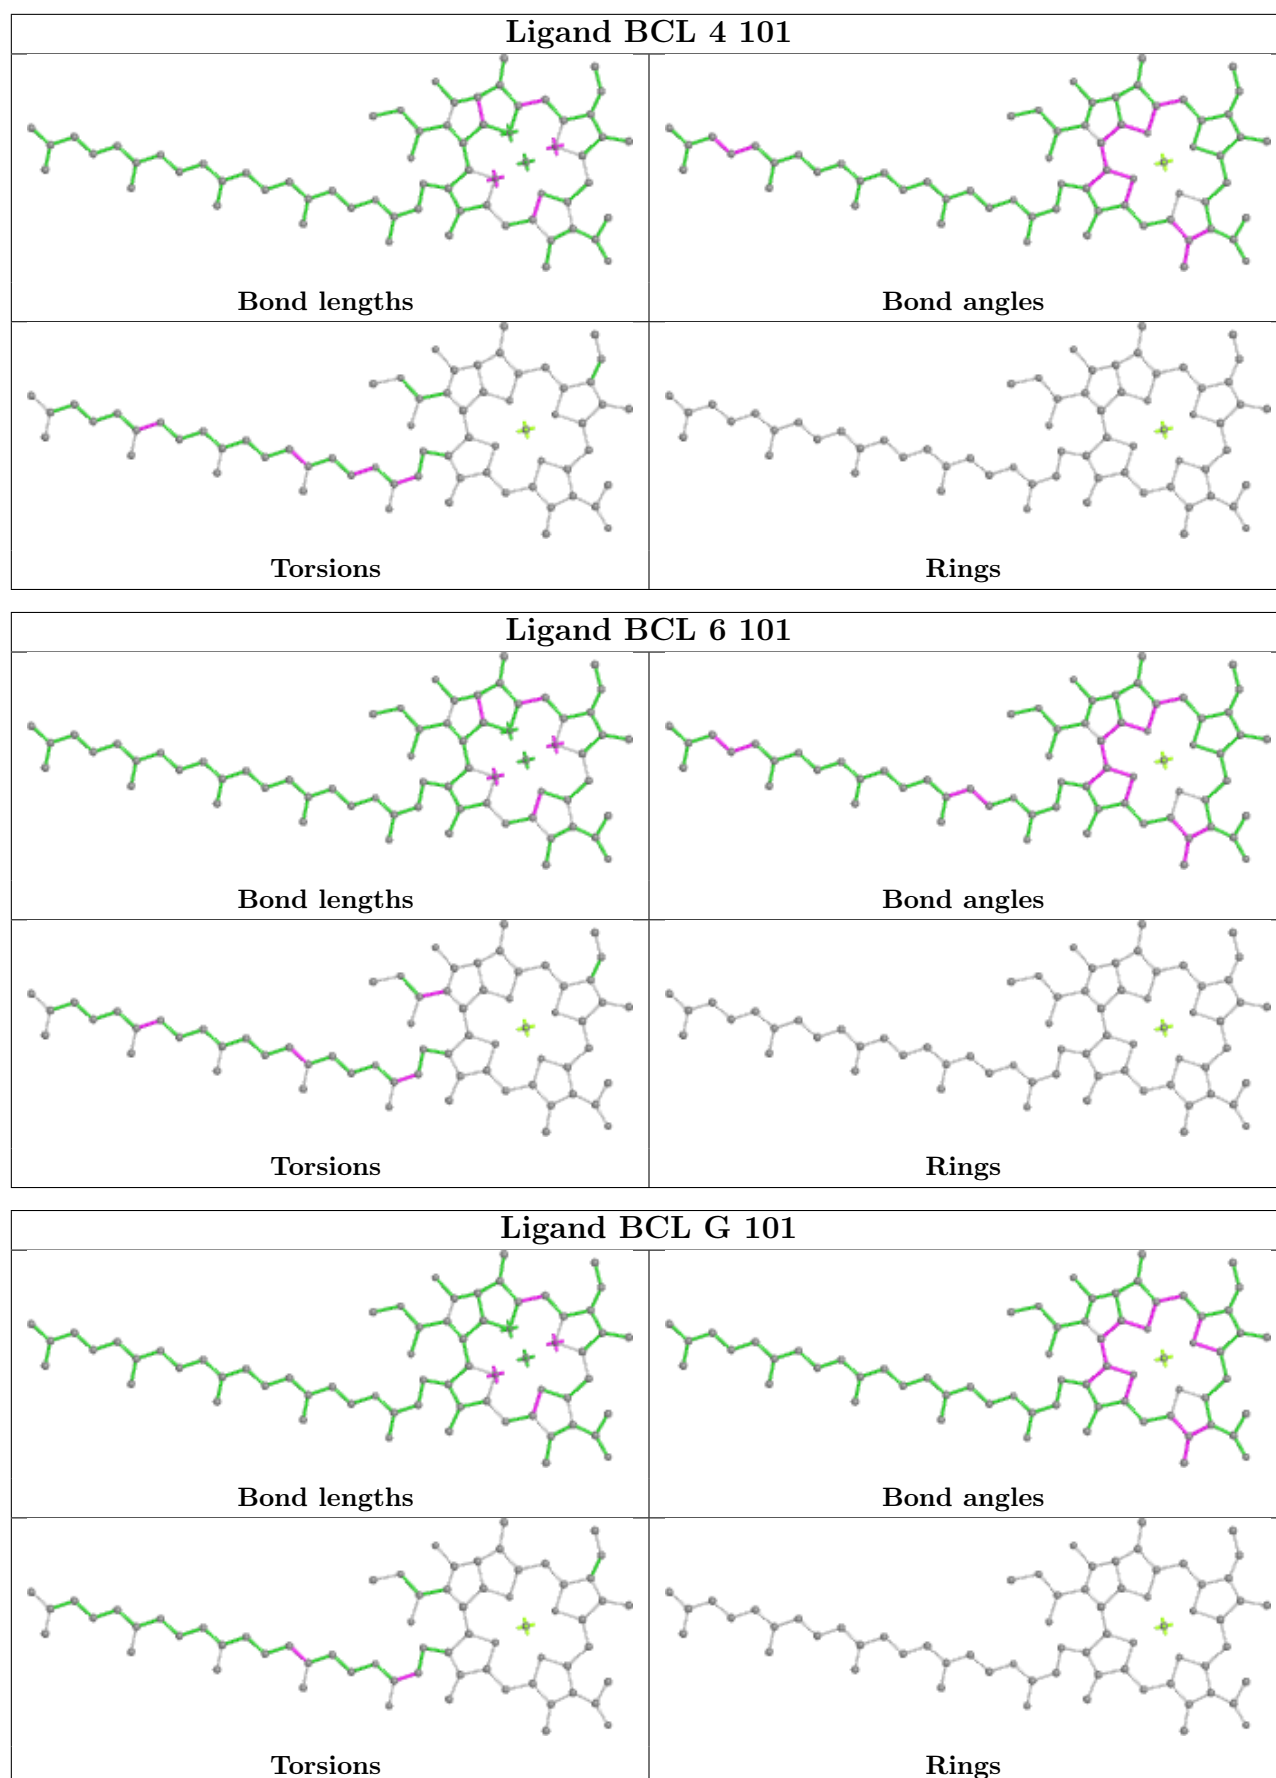 Ligand BCL 4 101
Bond lengths
Bond angles
Torsions
Rings
Ligand BCL 6 101
Bond lengths
Bond angles
Torsions
Rings
Ligand BCL G 101
Bond lengths
Bond angles
Torsions
Rings